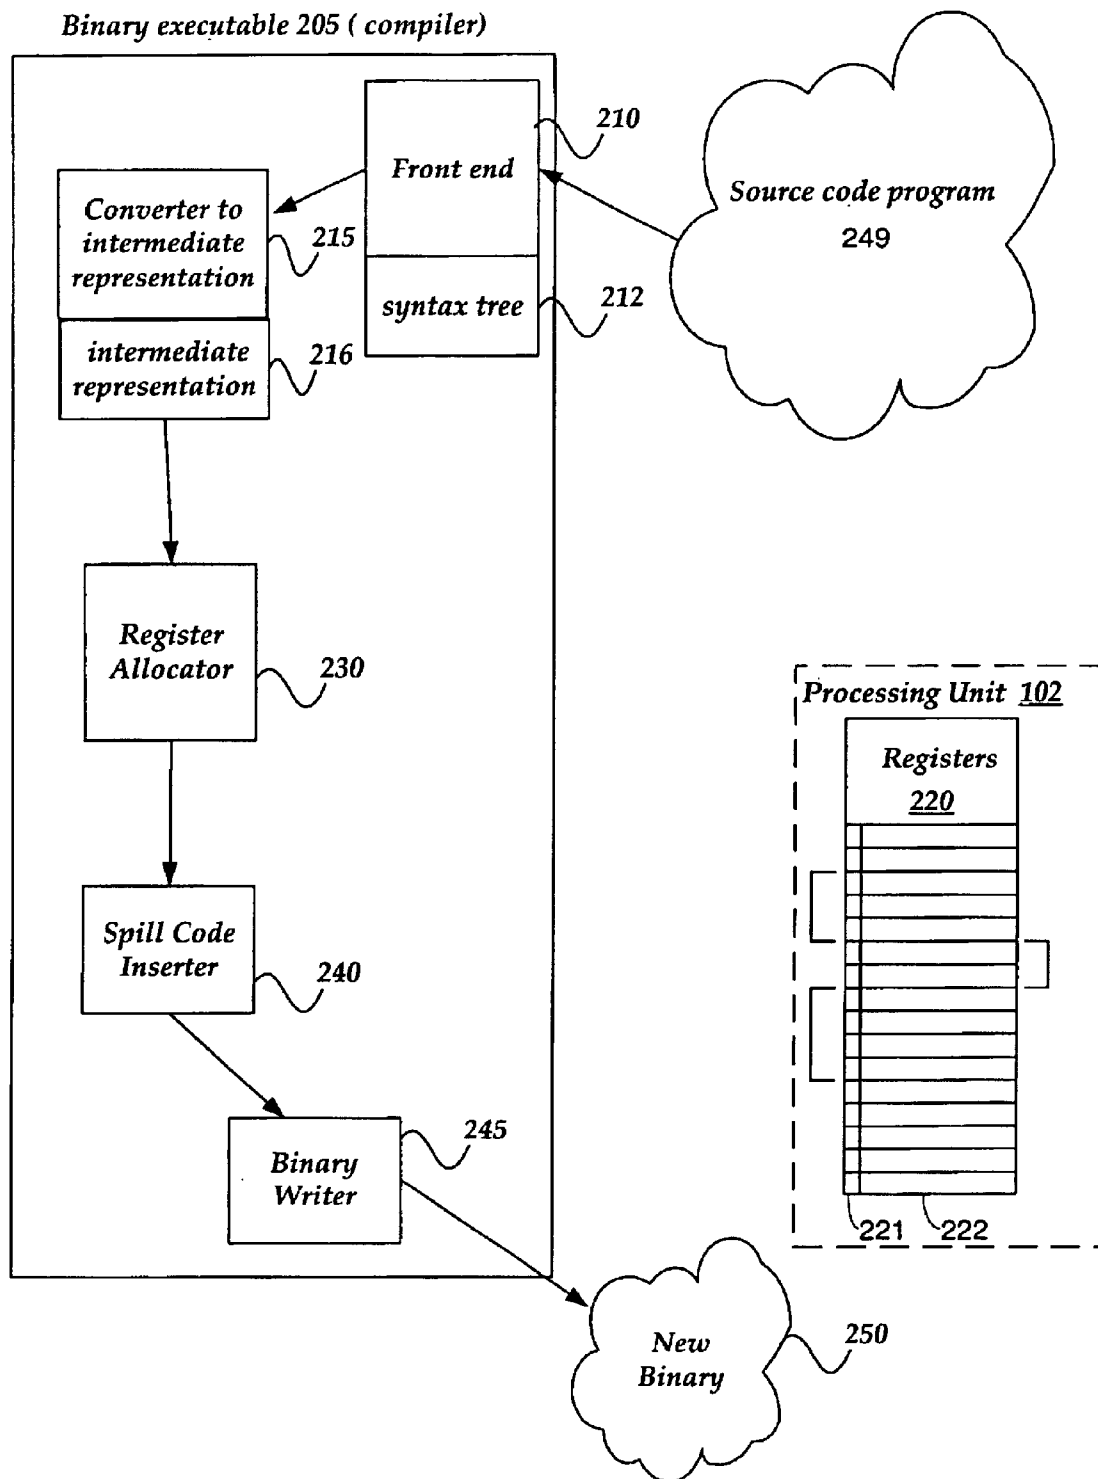 Binary executable 205 ( compiler)
210
Front end
Source code program
249
Converter to
intermediate
representation
215
syntax tree
212
intermediate
representation
216
Register
Allocator
230
Processing Unit 102
Registers
220
Spill Code
Inserter
240
Binary
Writer
245
221
222
New
Binary
250